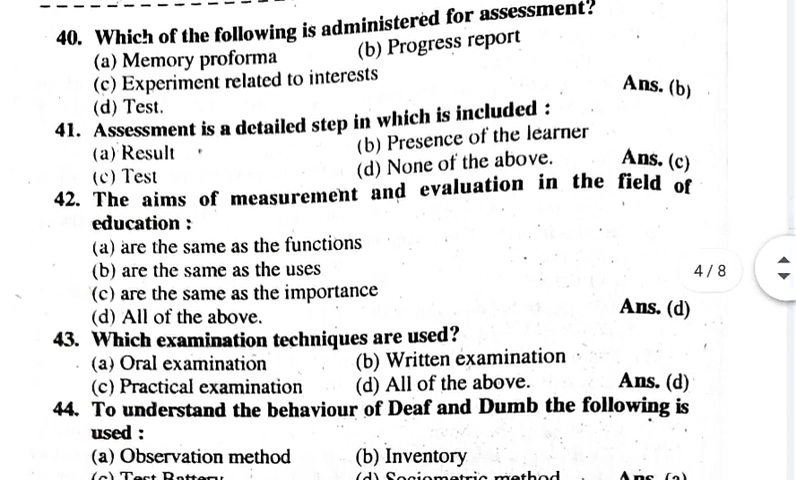 40. Which of the following is administered for assessment?
(a) Memory proforma (b) Progress report
(c) Experiment related to interests
(d) Test. Ans. (b)
41. Assessment is a detailed step in which is included :
(a) Result (b) Presence of the learner
(c) Test (d) None of the above. Ans. (c)
42. The aims of measurement and evaluation in the field of
education :
(a) are the same as the functions
(b) are the same as the uses
4 / 8
(c) are the same as the importance
(d) All of the above. Ans. (d)
43. Which examination techniques are used?
(a) Oral examination (b) Written examination
(c) Practical examination (d) All of the above. Ans. (d)
44. To understand the behaviour of Deaf and Dumb the following is
used :
(a) Observation method (b) Inventory
(c) Test Battery (d) Sociometric method Ans. (a)